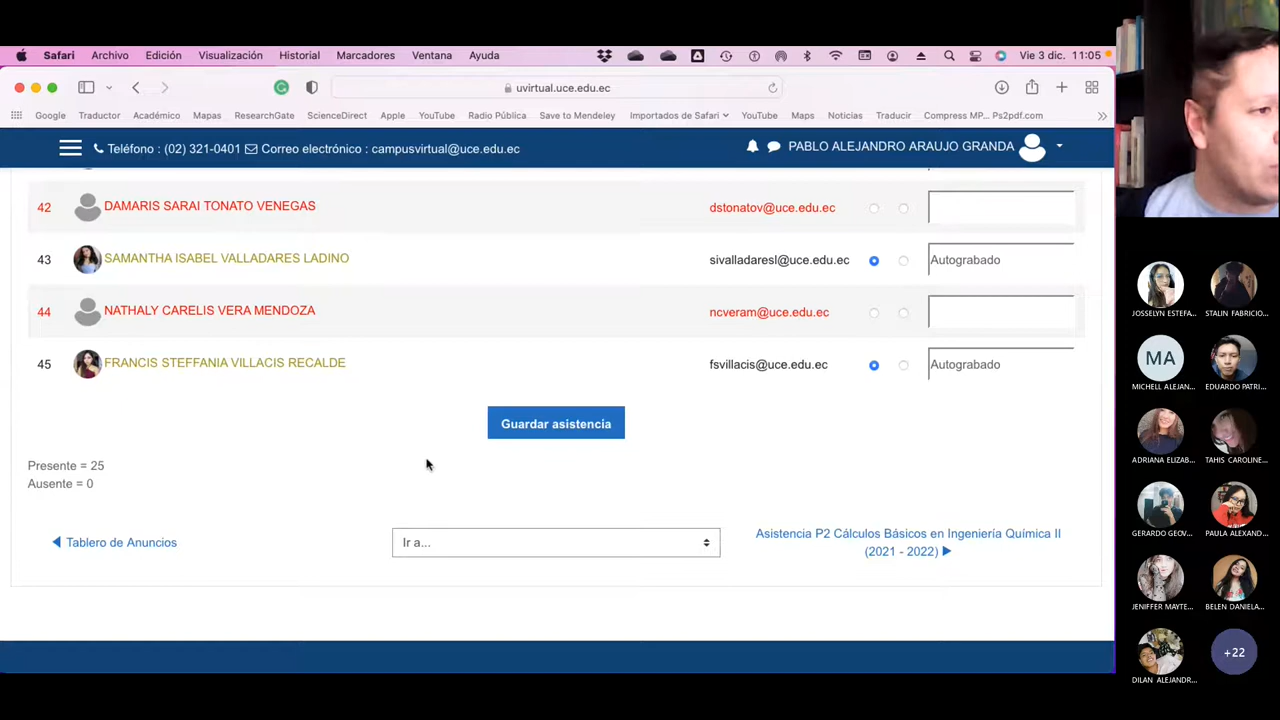 Safari Archivo Edición Visualización Historial Marcadores Ventana Ayuda Vie 3 dic. 11:05
uvirtual.uce.edu.ec
Google Traductor Académico Mapas ResearchGate ScienceDirect Apple YouTube Radio Pública Save to Mendeley Importados de Safari YouTube Maps Noticias Traducir Compress MP... Ps2pdf.com
Teléfono : (02) 321-0401 Correo electrónico : campusvirtual@uce.edu.ec PABLO ALEJANDRO ARAUJO GRANDA
42 DAMARIS SARAI TONATO VENEGAS dstonatov@uce.edu.ec
43 SAMANTHA ISABEL VALLADARES LADINO sivalladaresl@uce.edu.ec Autograbado
44 NATHALY CARELIS VERA MENDOZA ncveram@uce.edu.ec
45 FRANCIS STEFFANIA VILLACIS RECALDE fsvillacis@uce.edu.ec Autograbado
Guardar asistencia
Presente = 25
Ausente = 0
Tablero de Anuncios
Ir a...
Asistencia P2 Cálculos Básicos en Ingeniería Química II
(2021 - 2022)
JOSSELYN ESTEFA... STALIN FABRICIO...
MA
MICHELL ALEJAN... EDUARDO PATRI...
ADRIANA ELIZAB... TAHIS CAROLINE...
GERARDO GEOV... PAULA ALEXAND...
JENIFFER MAYTE... BELEN DANIELA...
+22
DILAN ALEJANDR...